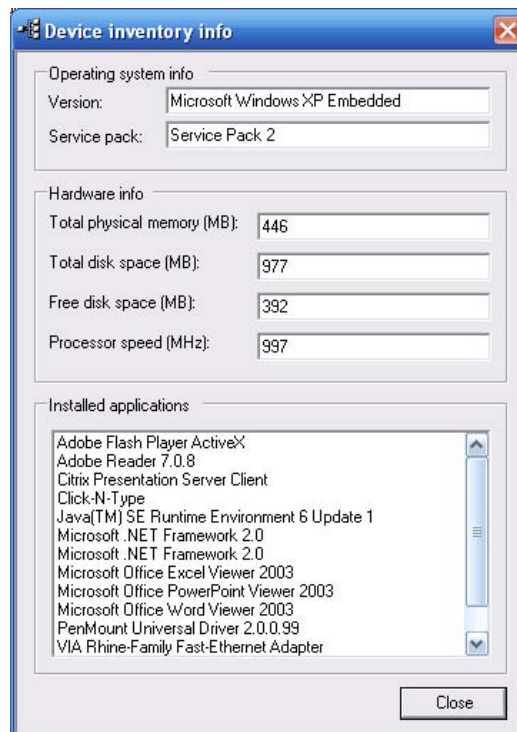 Device inventory info
Operating system info
Version: Microsoft Windows XP Embedded
Service pack: Service Pack 2
Hardware info
Total physical memory (MB): 446
Total disk space (MB): 977
Free disk space (MB): 392
Processor speed (MHz): 997
Installed applications
Adobe Flash Player ActiveX
Adobe Reader 7.0.8
Citrix Presentation Server Client
Click-N-Type
Java(TM) SE Runtime Environment 6 Update 1
Microsoft .NET Framework 2.0
Microsoft .NET Framework 2.0
Microsoft Office Excel Viewer 2003
Microsoft Office PowerPoint Viewer 2003
Microsoft Office Word Viewer 2003
PenMount Universal Driver 2.0.0.99
VIA Rhine-Family Fast-Ethernet Adapter
Close